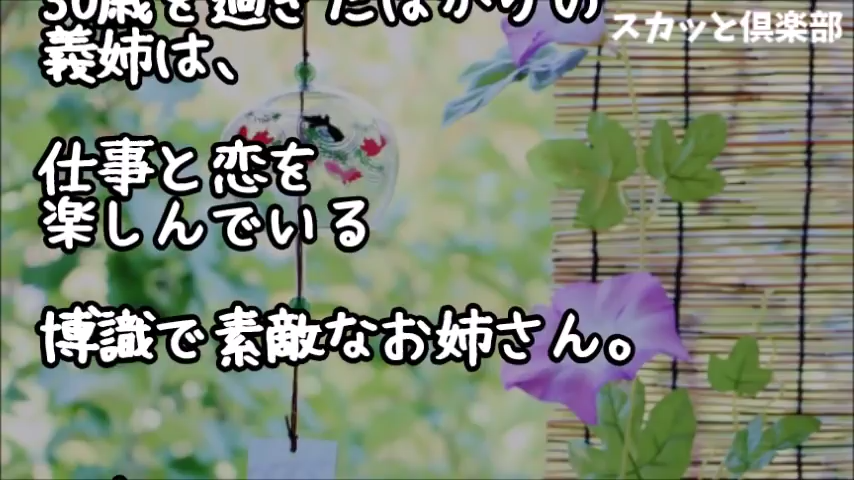 スカッと倶楽部
30歳を過ぎたばかりの
義姉は、
仕事と恋を
楽しんでいる
博識で素敵なお姉さん。